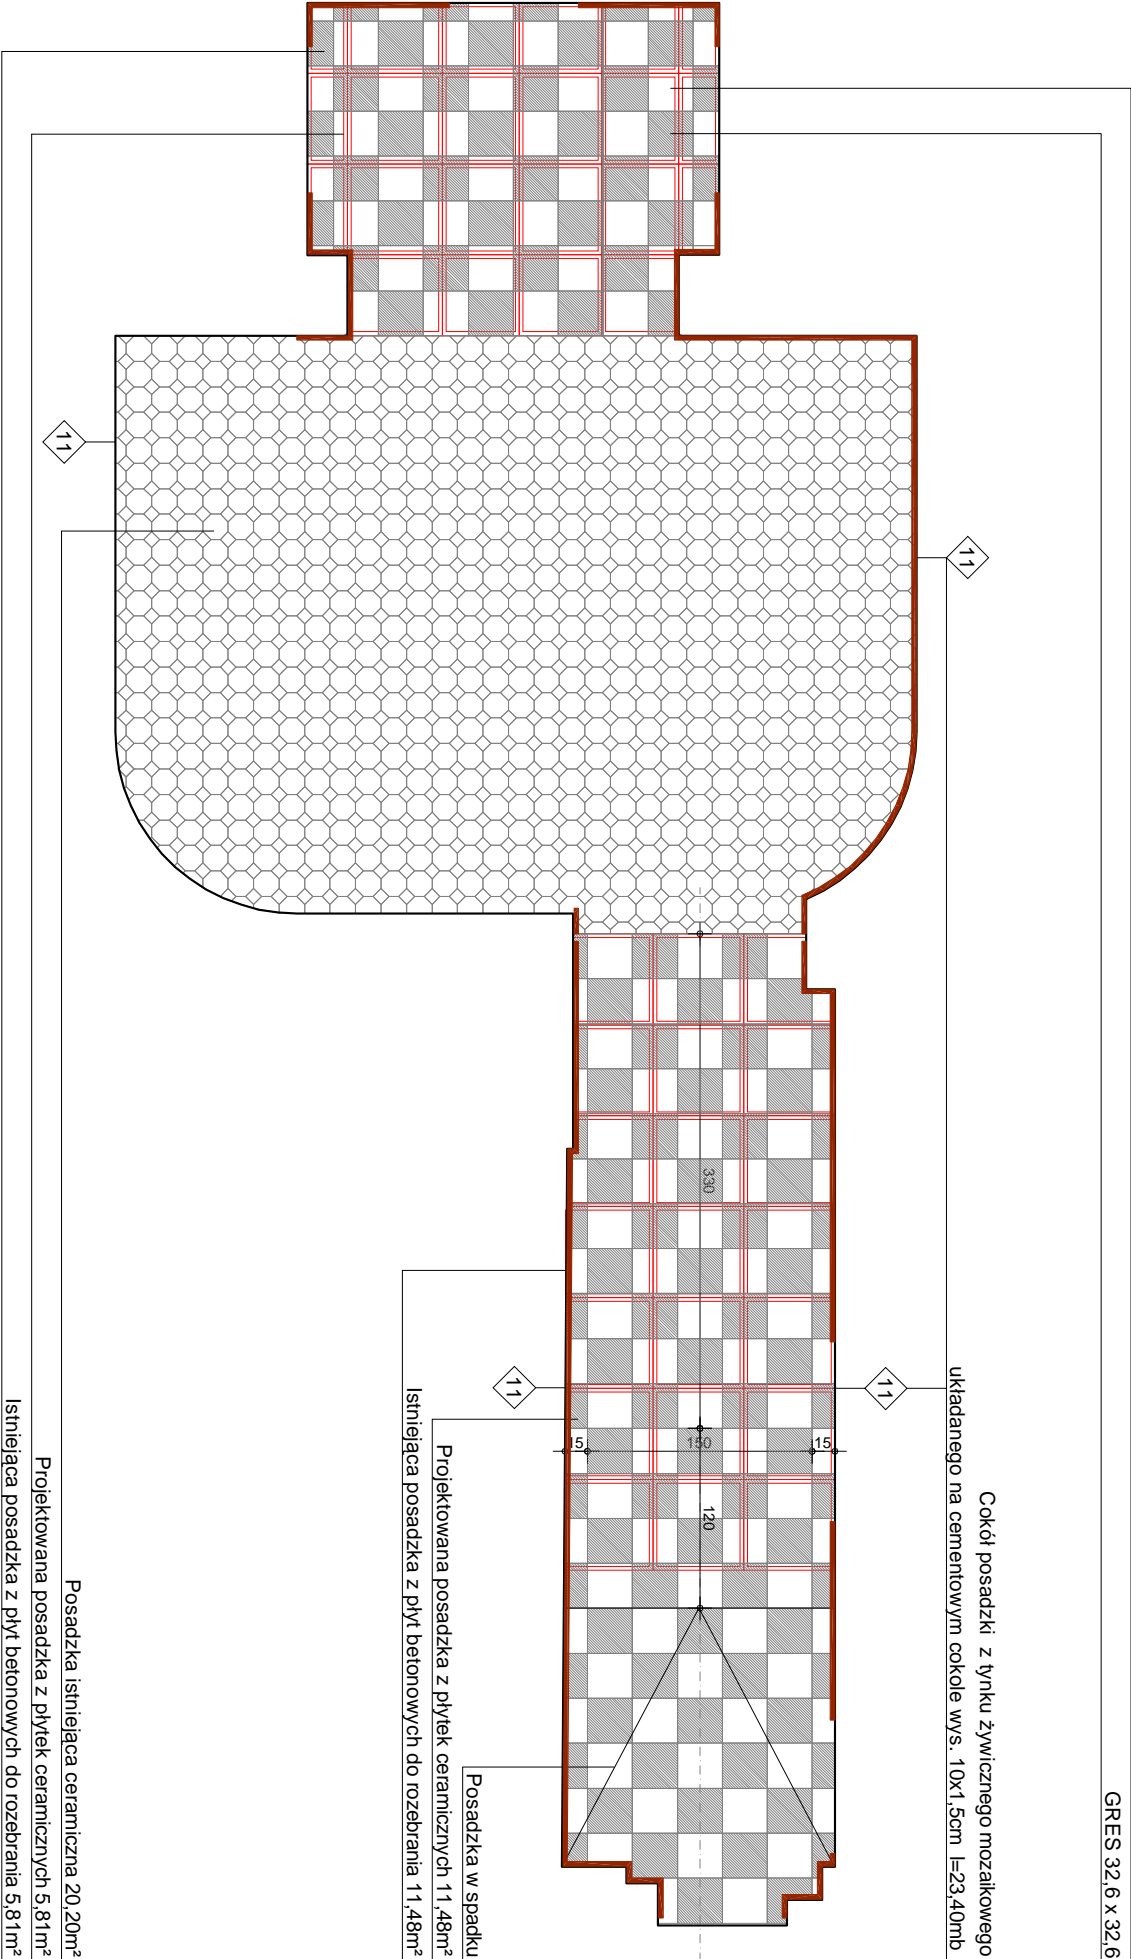 GRES 32,6 x 32,6
Cokół posadzki z tynku żywicznego mozaikowego
układanego na cementowym cokole wys. 10x1,5cm l=23,40mb
11
11
11
11
330
15
150
15
120
Posadzka w spadku
Projektowana posadzka z płytek ceramicznych 11,48m²
Istniejąca posadzka z płyt betonowych do rozebrania 11,48m²
Posadzka istniejąca ceramiczna 20,20m²
Projektowana posadzka z płytek ceramicznych 5,81m²
Istniejąca posadzka z płyt betonowych do rozebrania 5,81m²